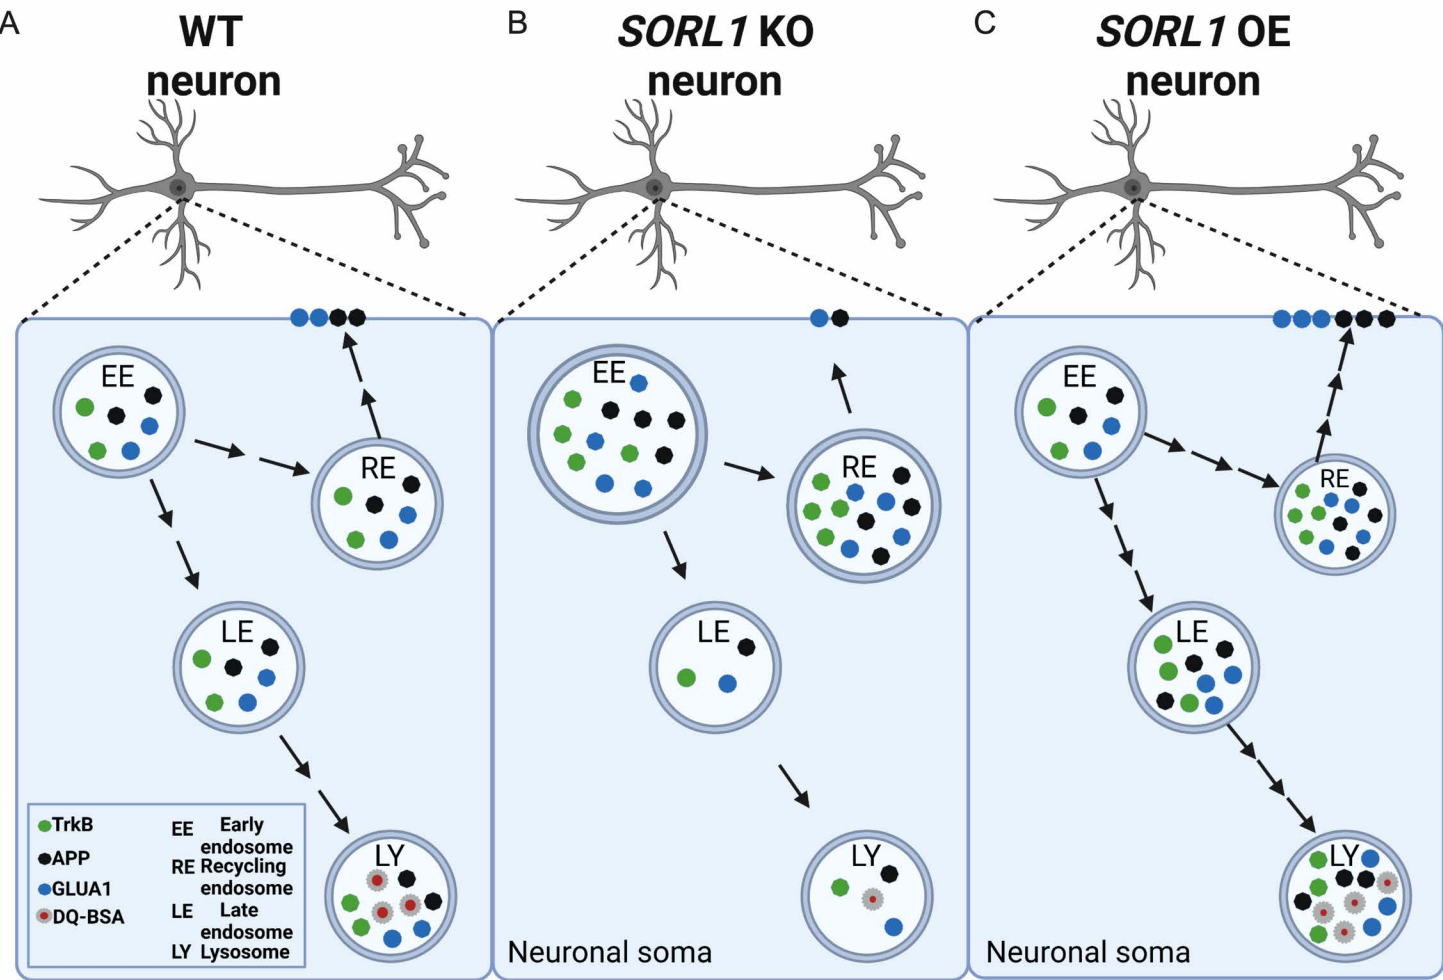 A
WT
neuron
B
SORL1 KO
neuron
C
SORL1 OE
neuron
EE
RE
LE
LY
TrkB
APP
GLUA1
DQ-BSA
EE Early
endosome
RE Recycling
endosome
LE Late
endosome
LY Lysosome
EE
RE
LE
LY
Neuronal soma
EE
RE
LE
LY
Neuronal soma